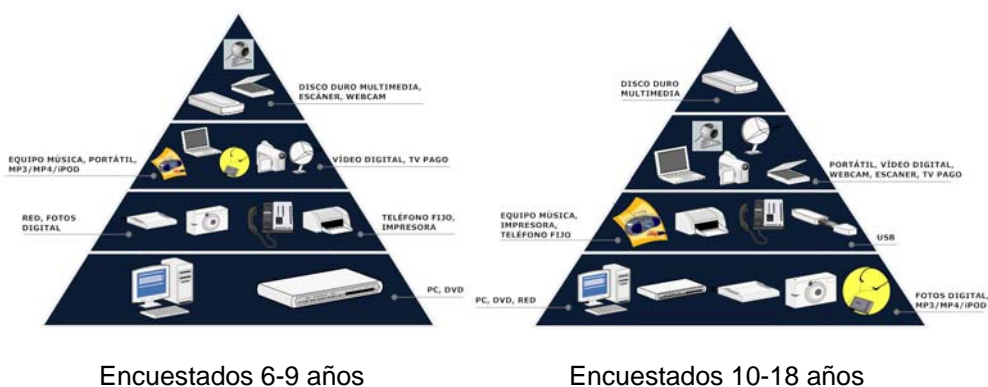 DISCO DURO MULTIMEDIA,
ESCÁNER, WEBCAM
EQUIPO MÚSICA, PORTÁTIL,
MP3/MP4/iPOD
VÍDEO DIGITAL, TV PAGO
RED, FOTOS
DIGITAL
TELÉFONO FIJO,
IMPRESORA
PC, DVD
Encuestados 6-9 años
DISCO DURO
MULTIMEDIA
PORTÁTIL, VÍDEO DIGITAL,
WEBCAM, ESCANER, TV PAGO
EQUIPO MÚSICA,
IMPRESORA,
TELÉFONO FIJO
USB
PC, DVD, RED
FOTOS DIGITAL,
MP3/MP4/iPOD
Encuestados 10-18 años